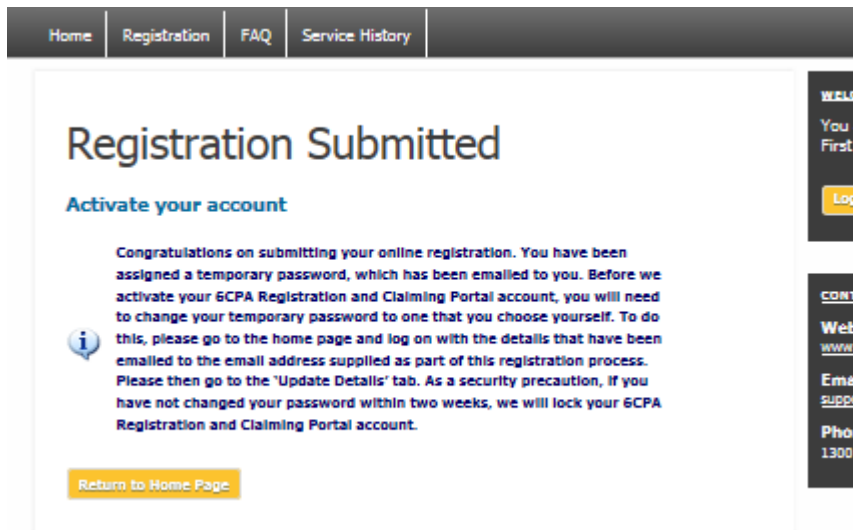 Home Registration FAQ Service History
Registration Submitted
Activate your account
Congratulations on submitting your online registration. You have been
assigned a temporary password, which has been emailed to you. Before we
activate your 6CPA Registration and Claiming Portal account, you will need
to change your temporary password to one that you choose yourself. To do
this, please go to the home page and log on with the details that have been
emailed to the email address supplied as part of this registration process.
Please then go to the 'Update Details' tab. As a security precaution, if you
have not changed your password within two weeks, we will lock your 6CPA
Registration and Claiming Portal account.
Return to Home Page
You
First
www
1300